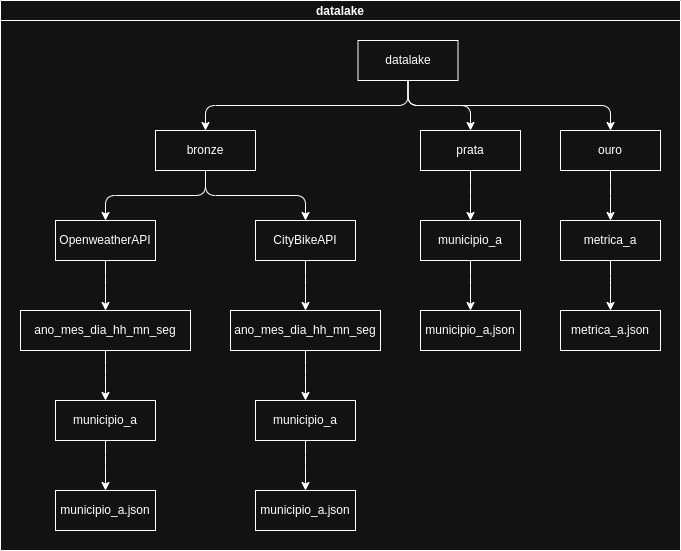 datalake
datalake
bronze
prata
ouro
OpenweatherAPI
CityBikeAPI
municipio_a
metrica_a
ano_mes_dia_hh_mn_seg
ano_mes_dia_hh_mn_seg
municipio_a,json
metrica_a.json
municipio_a
municipio_a
municipio_a.json
municipio_a.json